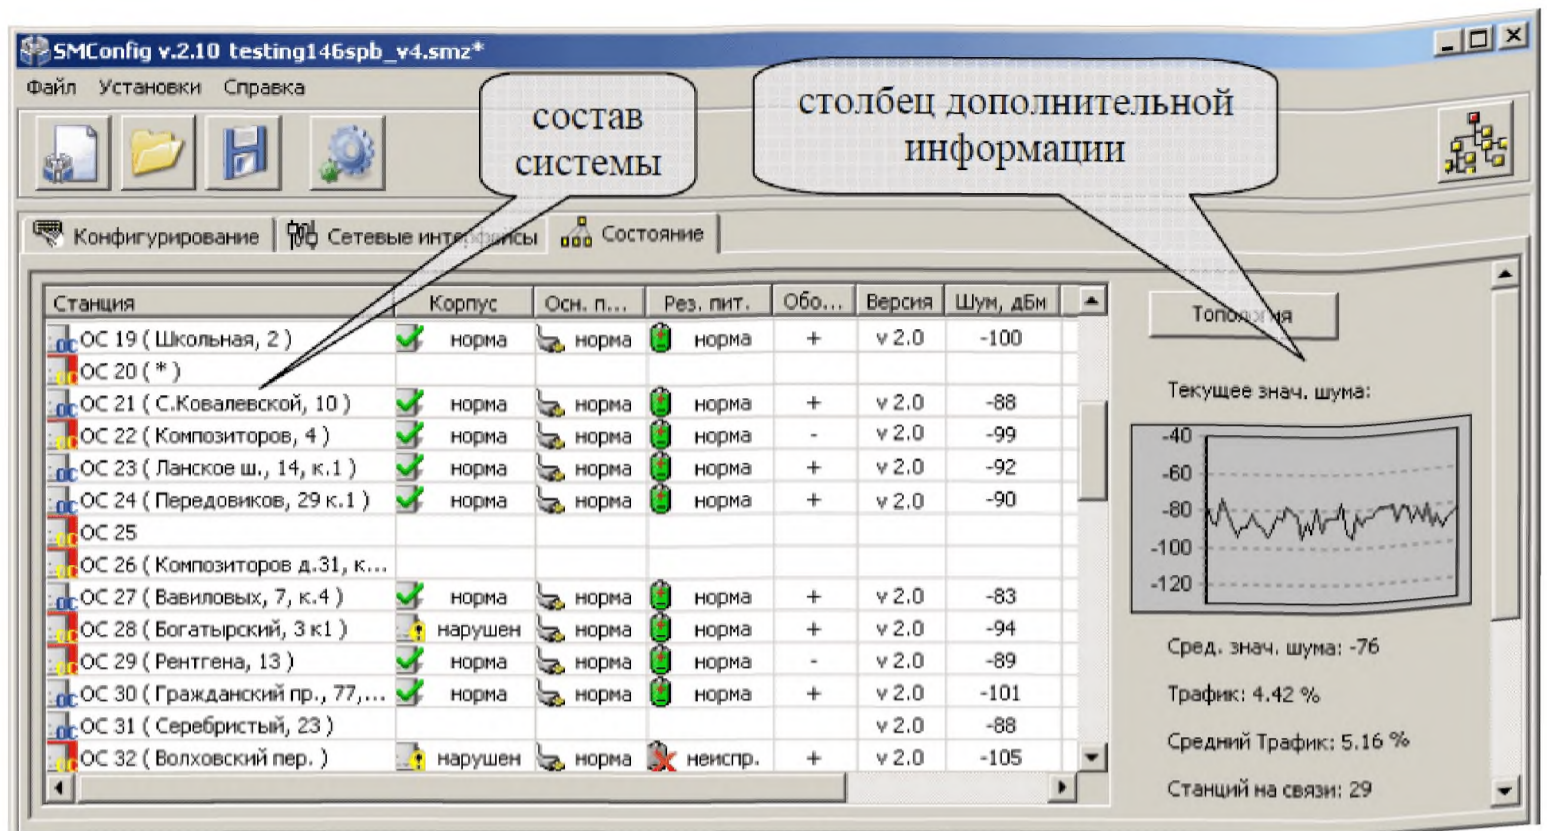 SMConfig v.2.10 testing146spb_v4.smz*
Файл Установки Справка
состав
системы
столбец дополнительной
информации
Конфигурирование Сетевые интерфейсы Состояние
Станция Корпус Осн. п... Рез. пит. Обо... Версия Шум, дБм
ОС 19 ( Школьная, 2 ) норма норма норма + v 2.0 -100
ОС 20 ( * )
ОС 21 ( С.Ковалевской, 10 ) норма норма норма + v 2.0 -88
ОС 22 ( Композиторов, 4 ) норма норма норма - v 2.0 -99
ОС 23 ( Ланское ш., 14, к.1 ) норма норма норма + v 2.0 -92
ОС 24 ( Передовиков, 29 к.1 ) норма норма норма + v 2.0 -90
ОС 25
ОС 26 ( Композиторов д.31, к...
ОС 27 ( Вавиловых, 7, к.4 ) норма норма норма + v 2.0 -83
ОС 28 ( Богатырский, 3 к1 ) нарушен норма норма + v 2.0 -94
ОС 29 ( Рентгена, 13 ) норма норма норма - v 2.0 -89
ОС 30 ( Гражданский пр., 77,... норма норма норма + v 2.0 -101
ОС 31 ( Серебристый, 23 ) v 2.0 -88
ОС 32 ( Волховский пер. ) нарушен норма неиспр. + v 2.0 -105
Топология
Текущее знач. шума:
-40
-60
-80
-100
-120
Сред. знач. шума: -76
Трафик: 4.42 %
Средний Трафик: 5.16 %
Станций на связи: 29